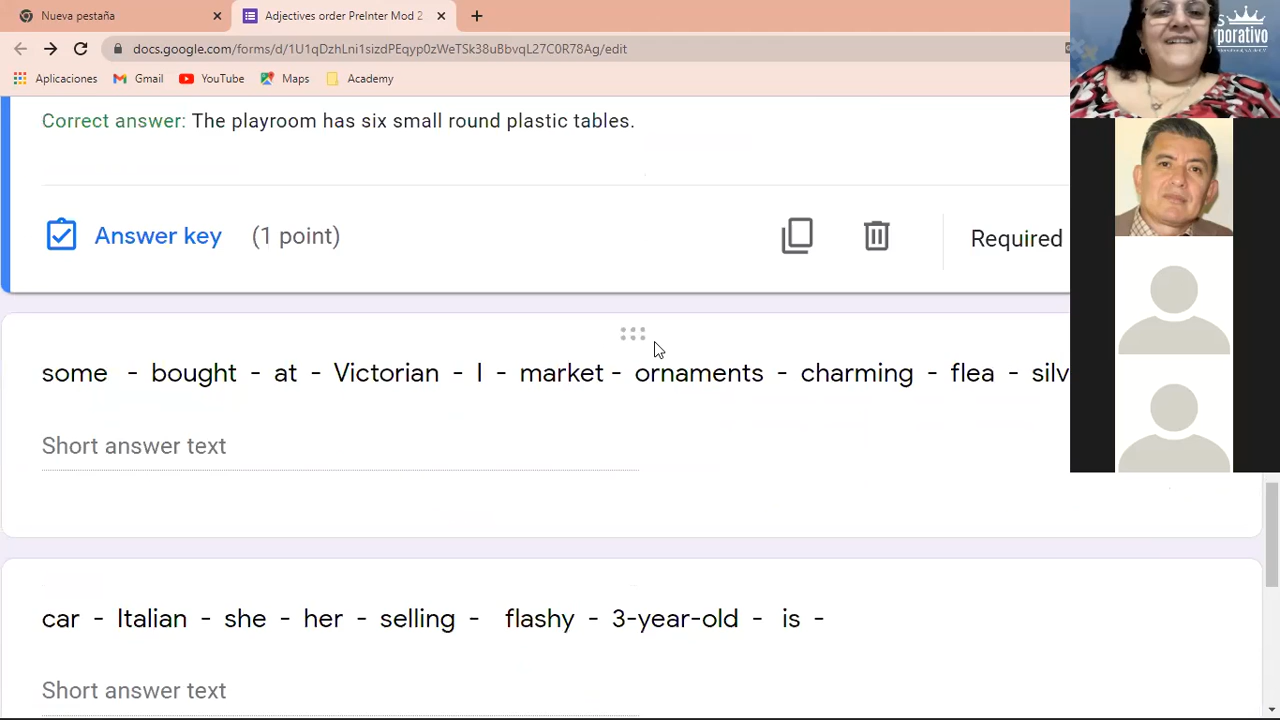 Nueva pestaña
Adjectives order PreInter Mod 2
docs.google.com/forms/d/1U1qDzhLni1sizdPEqyp0zWeTSk38uBbvqL27C0R78Ag/edit
Aplicaciones Gmail YouTube Maps Academy
Correct answer: The playroom has six small round plastic tables.
Answer key (1 point)
Required
some - bought - at - Victorian - I - market - ornaments - charming - flea - silv
Short answer text
car - Italian - she - her - selling - flashy - 3-year-old - is -
Short answer text